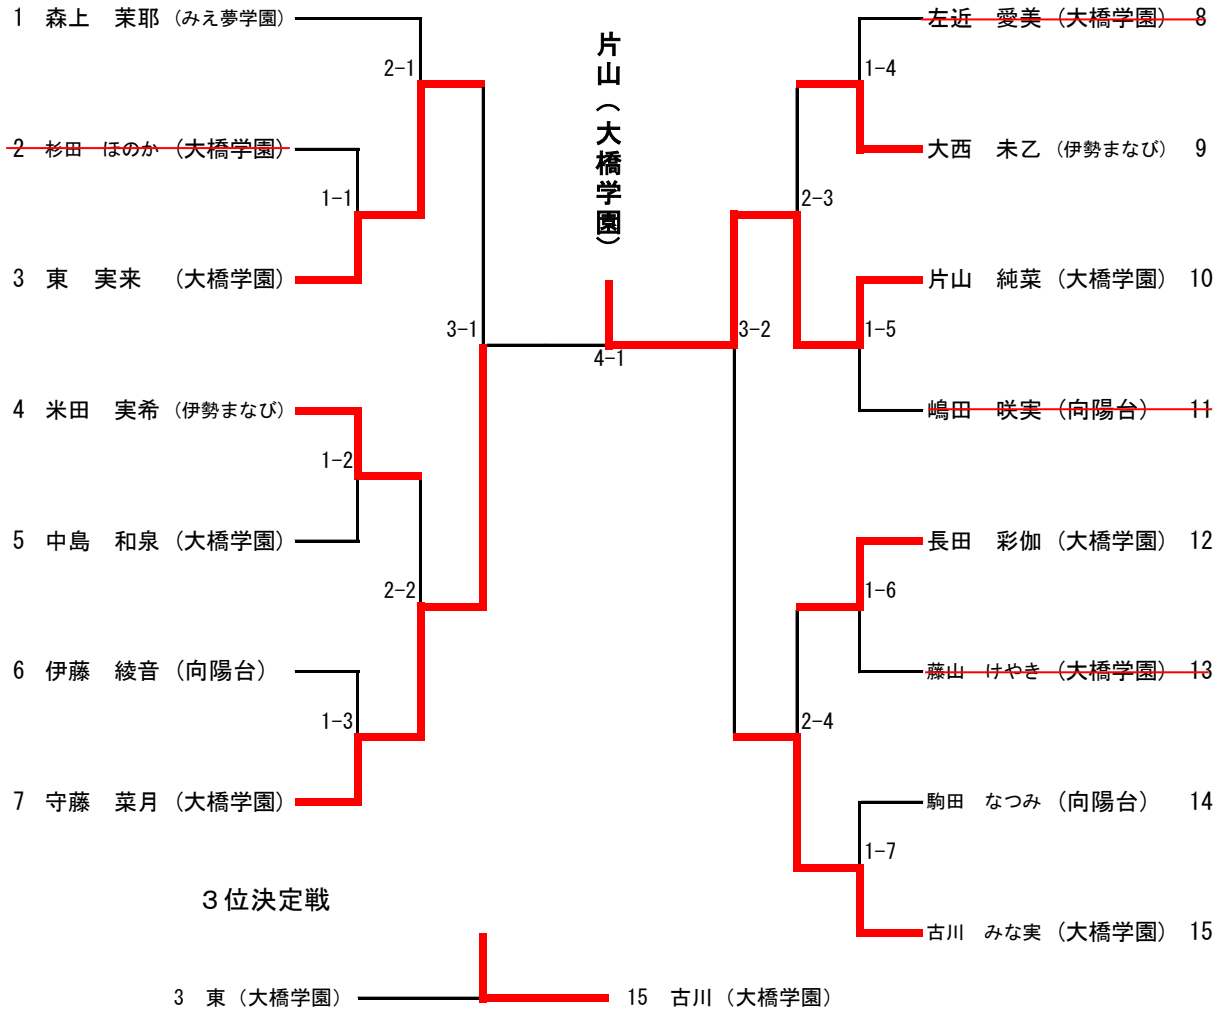 1 森上 茉耶 (みえ夢学園)
2-1
2 杉田 ほのか (大橋学園)
1-1
3 東 実来 (大橋学園)
3-1
4 米田 実希 (伊勢まなび)
1-2
5 中島 和泉 (大橋学園)
2-2
6 伊藤 綾音 (向陽台)
1-3
7 守藤 菜月 (大橋学園)
片山(大橋学園)
4-1
左近 愛美 (大橋学園) 8
1-4
大西 未乙 (伊勢まなび) 9
2-3
片山 純菜 (大橋学園) 10
1-5
3-2
嶋田 咲実 (向陽台) 11
長田 彩伽 (大橋学園) 12
1-6
藤山 けやき (大橋学園) 13
2-4
駒田 なつみ (向陽台) 14
1-7
古川 みな実 (大橋学園) 15
3位決定戦
3 東 (大橋学園)
15 古川 (大橋学園)